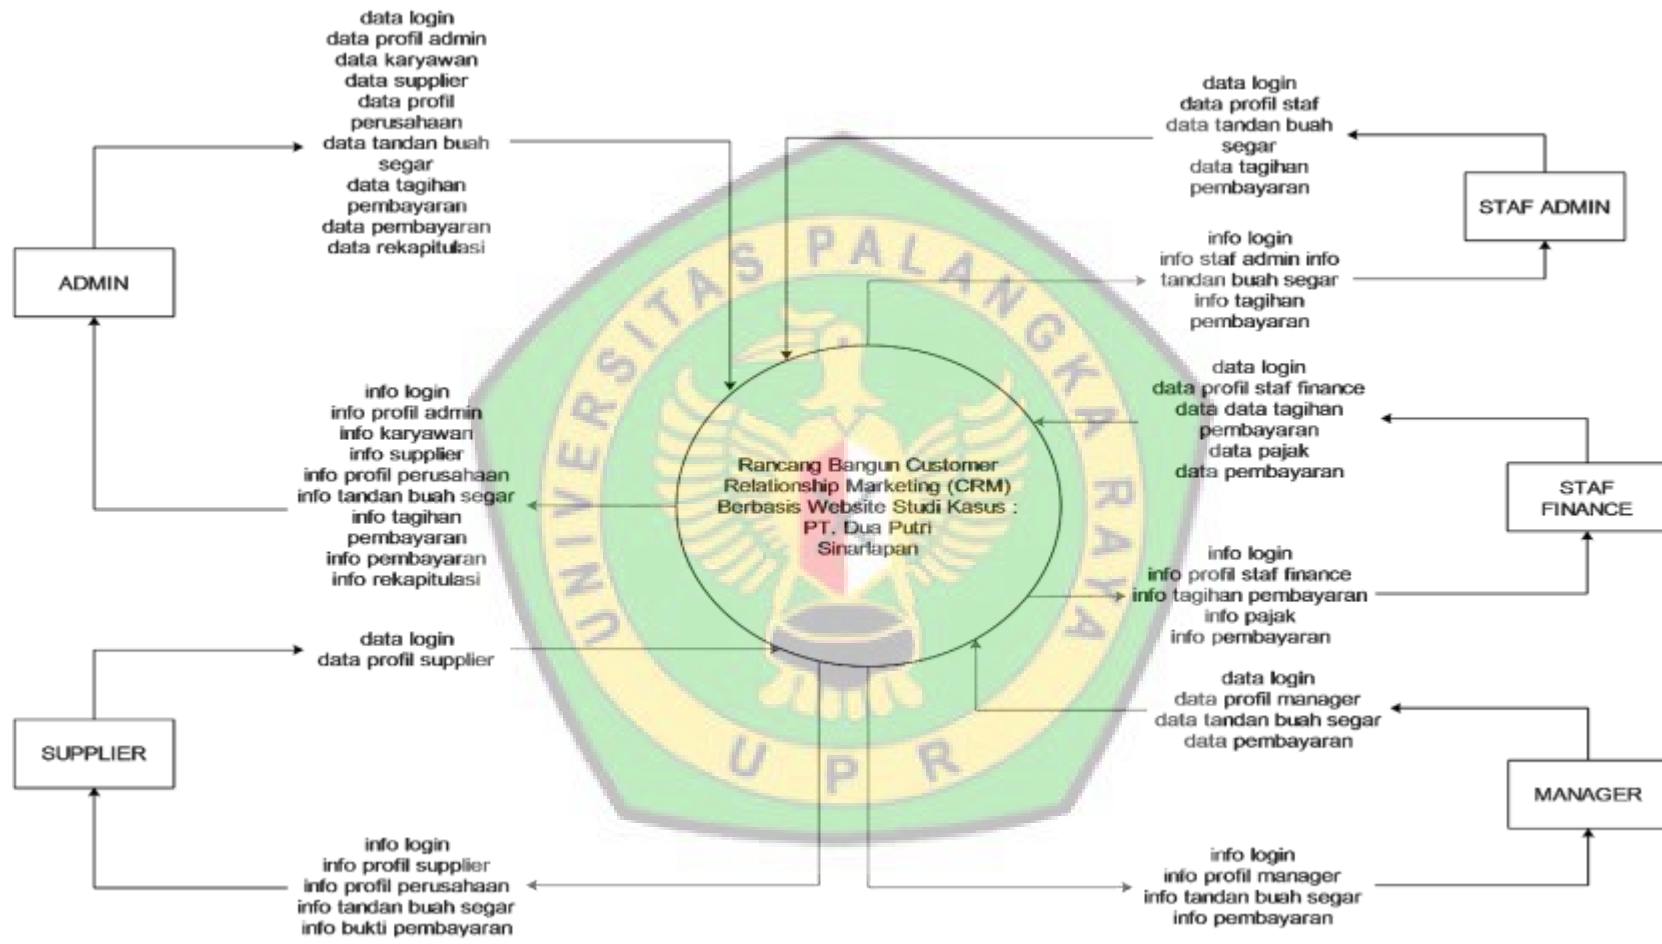 data login
data profil admin
data karyawan
data supplier
data profil
perusahaan
data tandan buah
segar
data tagihan
pembayaran
data pembayaran
data rekapitulasi
ADMIN
info login
info profil admin
info karyawan
info supplier
info profil perusahaan
info tandan buah segar
info tagihan
pembayaran
info pembayaran
info rekapitulasi
data login
data profil supplier
SUPPLIER
info login
info profil supplier
info profil perusahaan
info tandan buah segar
info bukti pembayaran
UNIVERSITAS PALANGKA RAYA
UPR
Rancang Bangun Customer
Relationship Marketing (CRM)
Berbasis Website Studi Kasus :
PT. Dua Putri
Sinarlapan
data login
data profil staf
data tandan buah
segar
data tagihan
pembayaran
STAF ADMIN
info login
info staf admin info
tandan buah segar
info tagihan
pembayaran
data login
data profil staf finance
data data tagihan
pembayaran
data pajak
data pembayaran
STAF
FINANCE
info login
info profil staf finance
info tagihan pembayaran
info pajak
info pembayaran
data login
data profil manager
data tandan buah segar
data pembayaran
MANAGER
info login
info profil manager
info tandan buah segar
info pembayaran